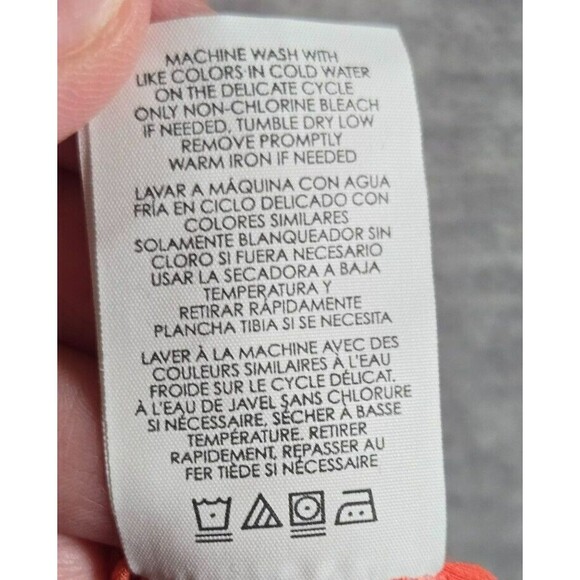 MACHINE WASH WITH
LIKE COLORS IN COLD WATER
ON THE DELICATE CYCLE
ONLY NON-CHLORINE BLEACH
IF NEEDED, TUMBLE DRY LOW
REMOVE PROMPTLY
WARM IRON IF NEEDED
LAVAR A MÁQUINA CON AGUA
FRÍA EN CICLO DELICADO CON
COLORES SIMILARES
SOLAMENTE BLANQUEADOR SIN
CLORO SI FUERA NECESARIO
USAR LA SECADORA A BAJA
TEMPERATURA Y
RETIRAR RÁPIDAMENTE
PLANCHA TIBIA SI SE NECESITA
LAVER À LA MACHINE AVEC DES
COULEURS SIMILAIRES À L'EAU
FROIDE SUR LE CYCLE DÉLICAT.
À L'EAU DE JAVEL SANS CHLORURE
SI NÉCESSAIRE, SÉCHER À BASSE
TEMPÉRATURE. RETIRER
RAPIDEMENT, REPASSER AU
FER TIÈDE SI NÉCESSAIRE